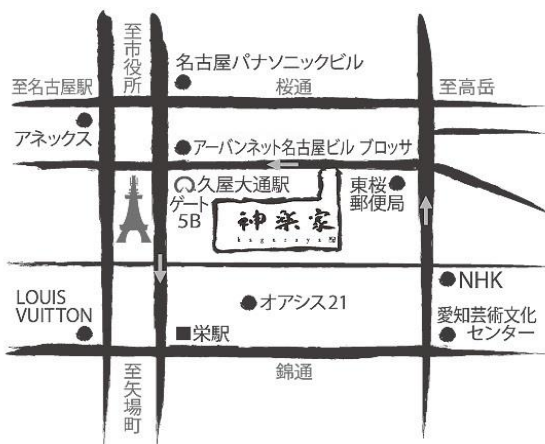 至市役所
名古屋パナソニックビル
至名古屋駅
桜通
至高岳
アネックス
アーバンネット名古屋ビル ブロッサ
久屋大通駅
ゲート
5B
東桜
郵便局
神楽家
kagurayaESS
NHK
LOUIS
VUITTON
オアシス21
愛知芸術文化
センター
栄駅
至矢場町
錦通